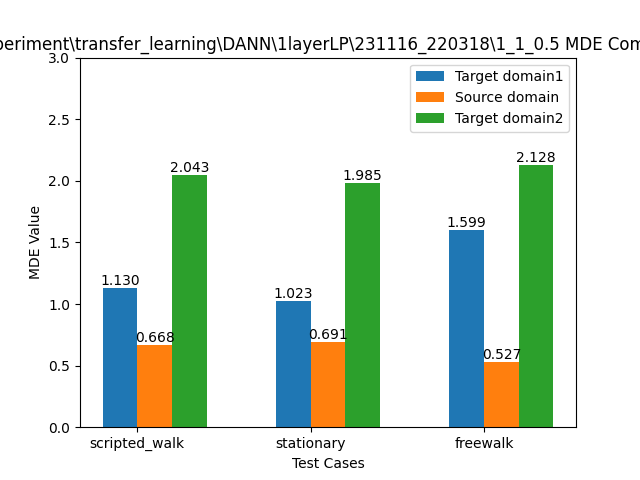 periment\transfer_learning\DANN\1layerLP\231116_220318\1_1_0.5 MDE Com
3.0
2.5
2.0
1.5
1.0
0.5
0.0
MDE Value
Target domain1
Source domain
Target domain2
1.130
0.668
2.043
1.023
0.691
1.985
1.599
0.527
2.128
scripted_walk
stationary
freewalk
Test Cases